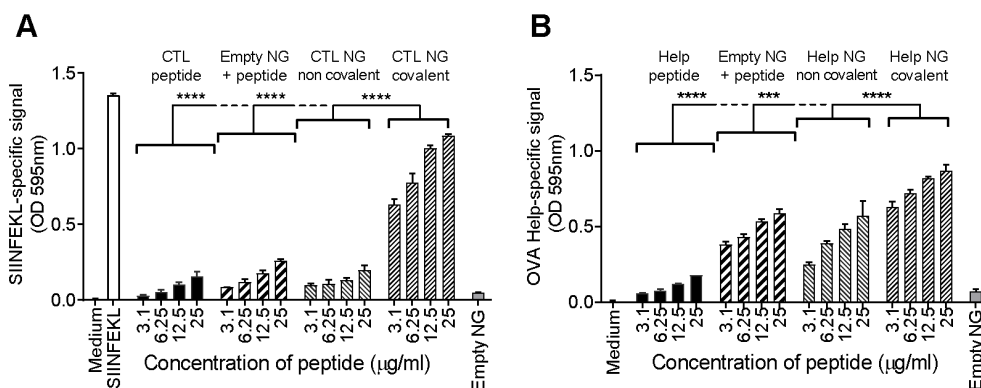 A
SIINFEKL-specific signal
(OD 595nm)
1.5
1.0
0.5
0.0
CTL
peptide
Empty NG
+ peptide
CTL NG
non covalent
CTL NG
covalent
****
****
****
Medium
SIINFEKL
3.1
6.25
12.5
25
3.1
6.25
12.5
25
3.1
6.25
12.5
25
3.1
6.25
12.5
25
Empty NG
Concentration of peptide (µg/ml)
B
OVA Help-specific signal
(OD 595nm)
1.5
1.0
0.5
0.0
Help
peptide
Empty NG
+ peptide
Help NG
non covalent
Help NG
covalent
****
***
****
Medium
3.1
6.25
12.5
25
3.1
6.25
12.5
25
3.1
6.25
12.5
25
3.1
6.25
12.5
25
Empty NG
Concentration of peptide (µg/ml)